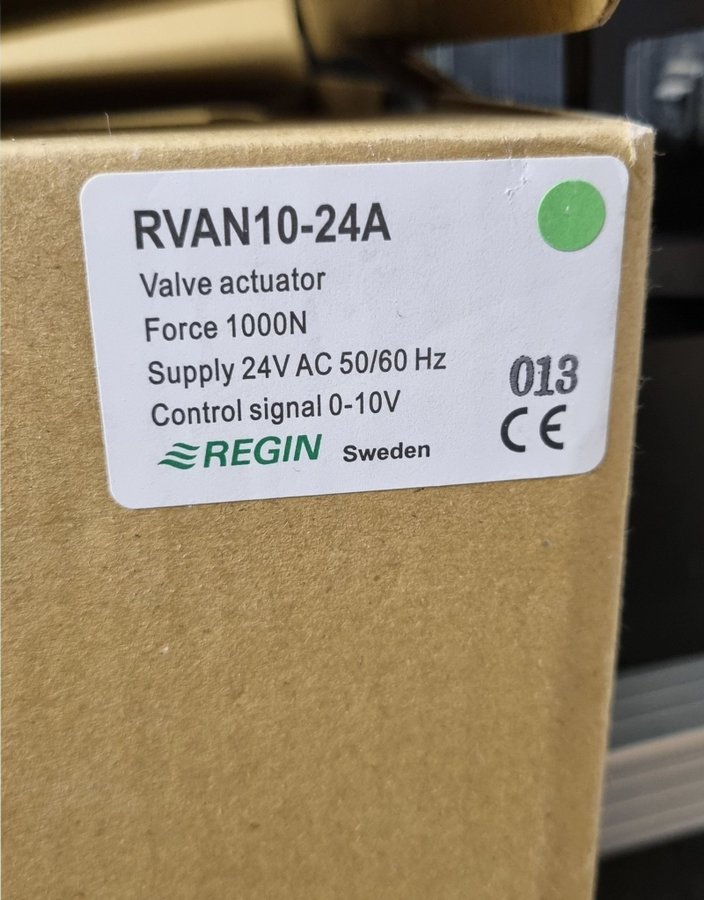 RVAN10-24A
Valve actuator
Force 1000N
Supply 24V AC 50/60 Hz
Control signal 0-10V
013
CE
REGIN Sweden